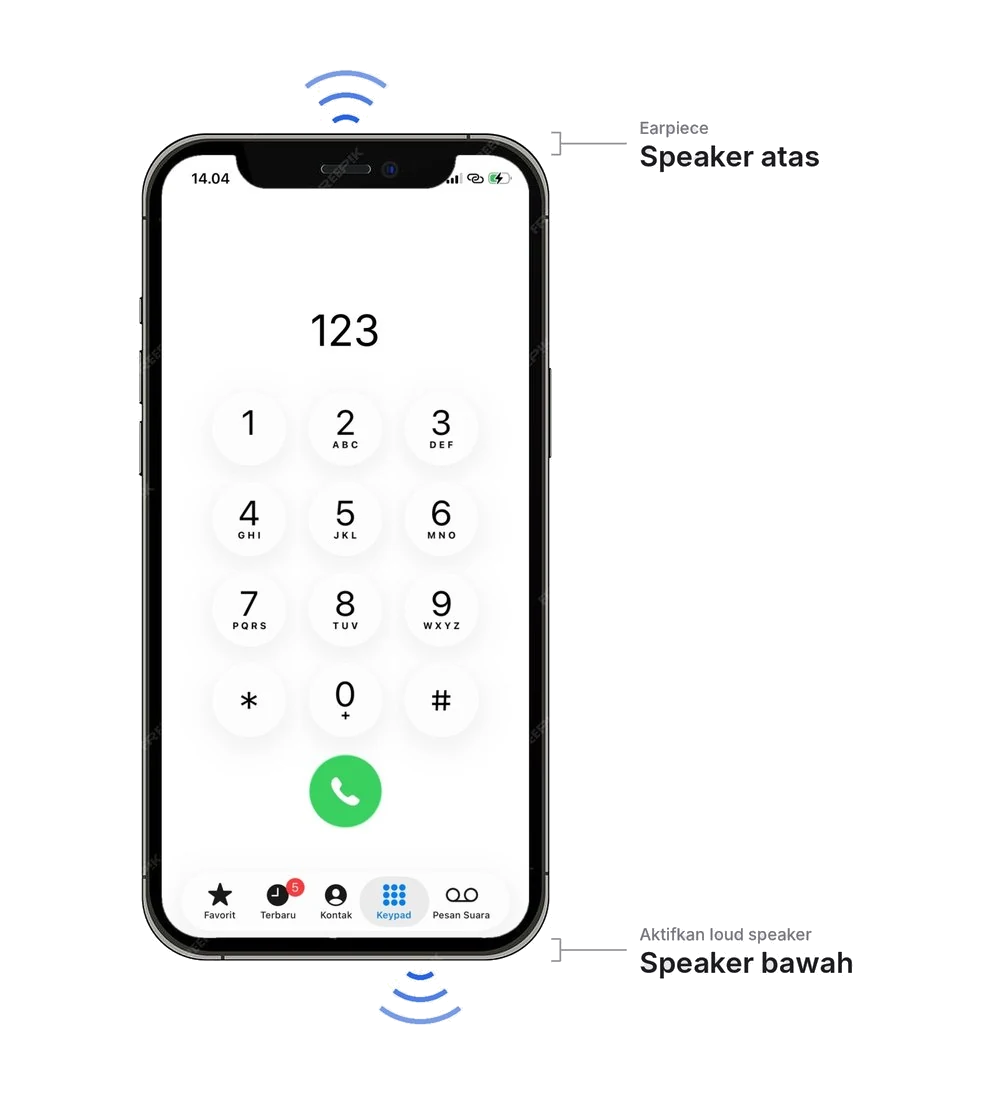 Earpiece
Speaker atas
14.04
123
1
2
ABC
3
DEF
4
GHI
5
JKL
6
MNO
7
PQRS
8
TUV
9
WXYZ
*
0
+
#
5
Favorit
Terbaru
Kontak
Keypad
Pesan Suara
Aktifkan loud speaker
Speaker bawah